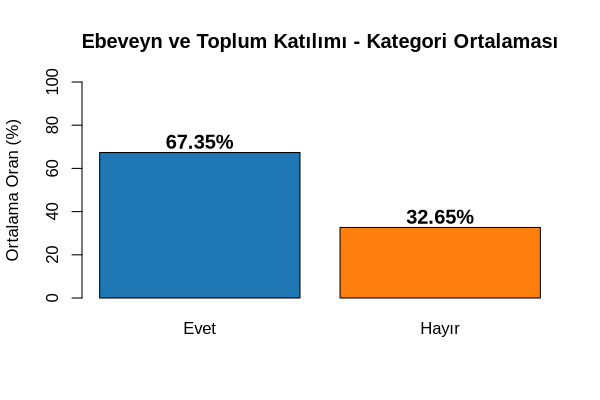 Ebeveyn ve Toplum Katılımı - Kategori Ortalaması
Ortalama Oran (%)
100
80
60
40
20
0
67.35%
32.65%
Evet
Hayır